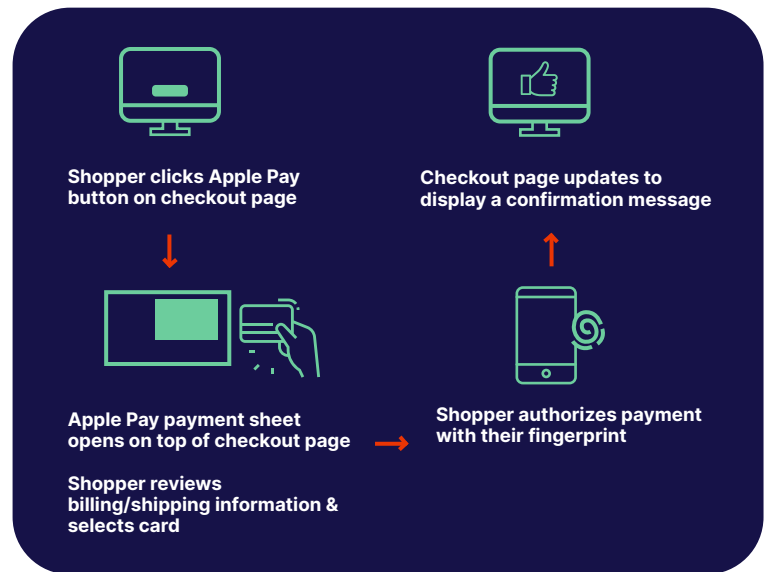 Shopper clicks Apple Pay
button on checkout page
Apple Pay payment sheet
opens on top of checkout page
Shopper reviews
billing/shipping information &
selects card
Shopper authorizes payment
with their fingerprint
Checkout page updates to
display a confirmation message